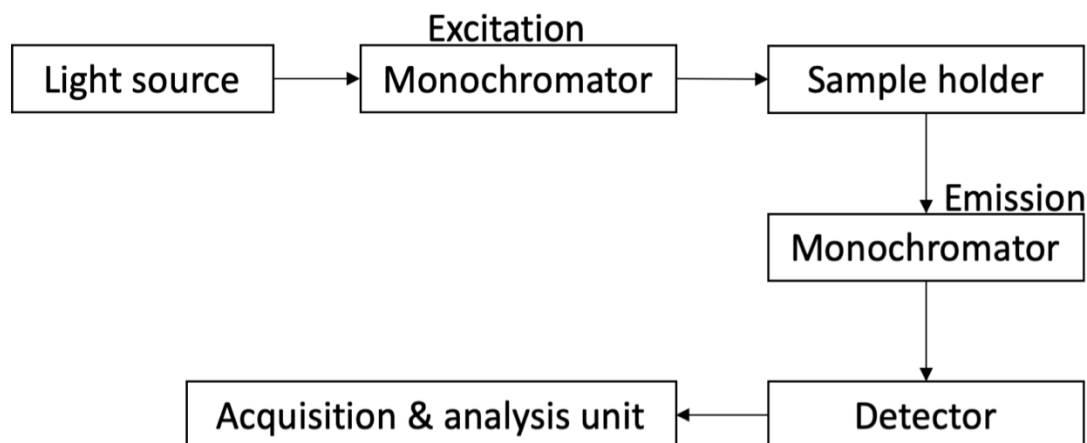 Excitation
Light source
Monochromator
Sample holder
Emission
Monochromator
Acquisition & analysis unit
Detector